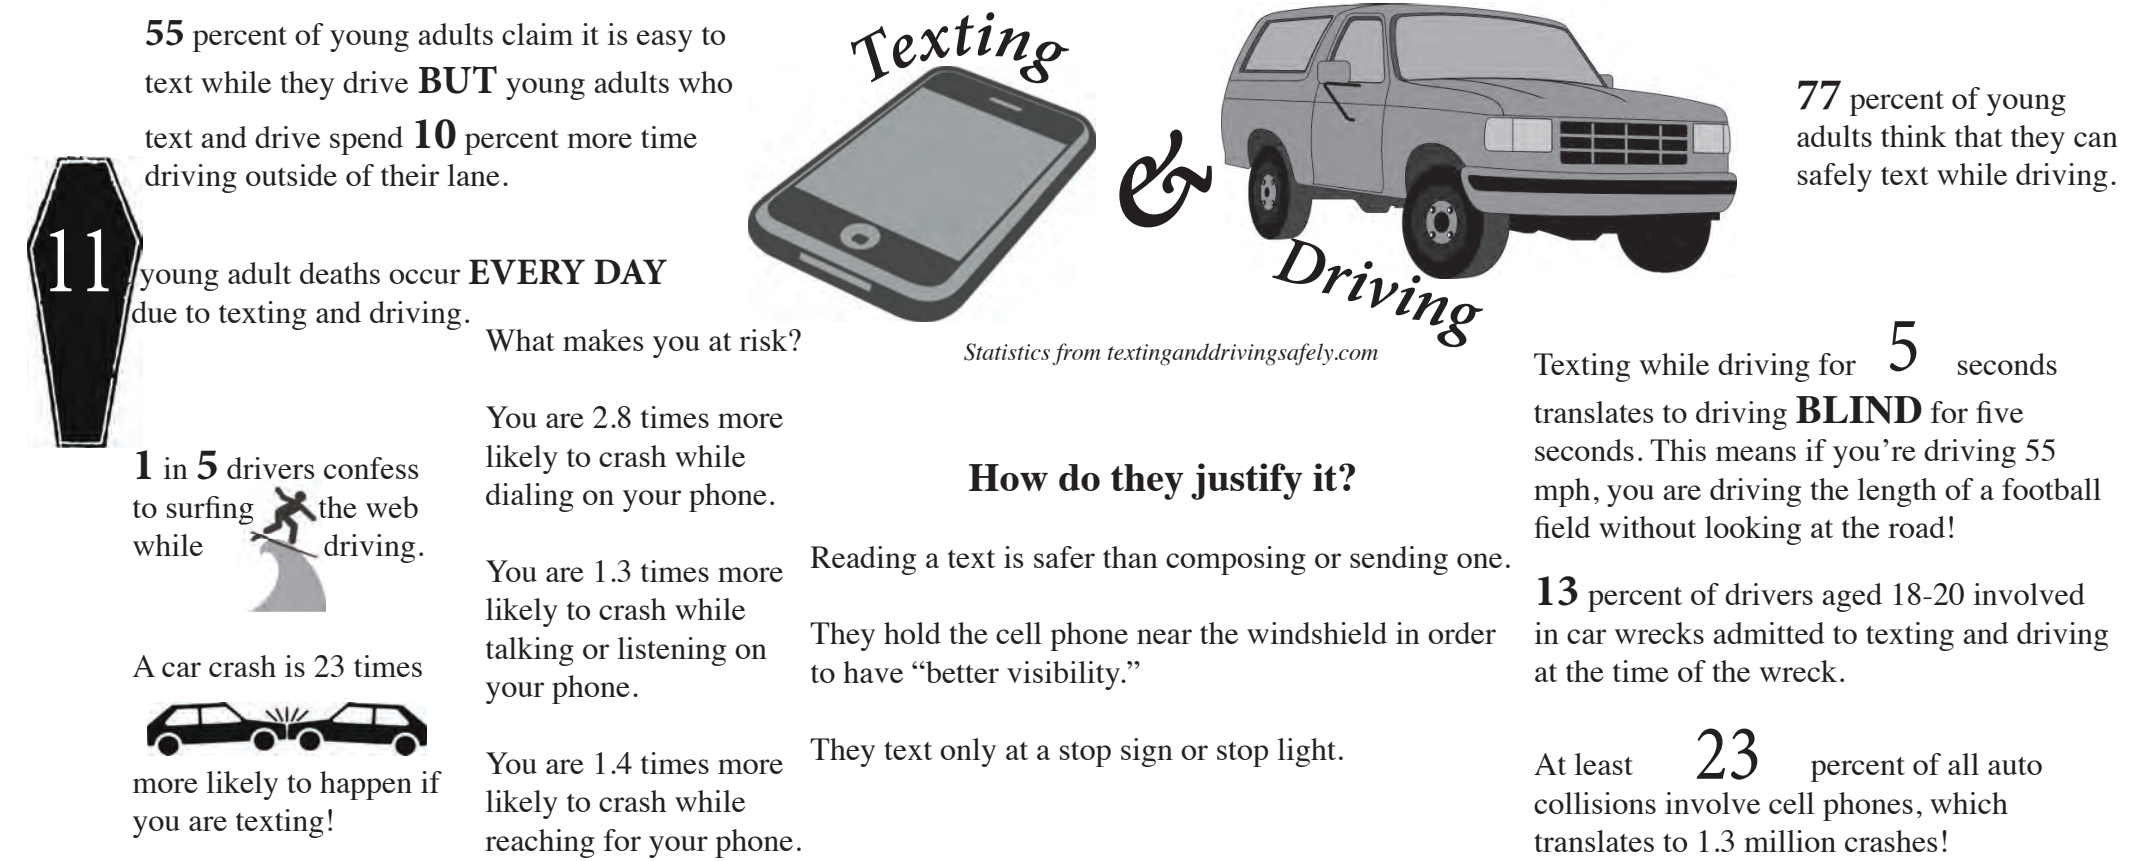 55 percent of young adults claim it is easy to
text while they drive BUT young adults who
text and drive spend 10 percent more time
driving outside of their lane.
11 young adult deaths occur EVERY DAY
due to texting and driving.
1 in 5 drivers confess
to surfing the web
while driving.
A car crash is 23 times
more likely to happen if
you are texting!
What makes you at risk?
You are 2.8 times more
likely to crash while
dialing on your phone.
You are 1.3 times more
likely to crash while
talking or listening on
your phone.
You are 1.4 times more
likely to crash while
reaching for your phone.
Texting
&
Driving
Statistics from textinganddrivingsafely.com
How do they justify it?
Reading a text is safer than composing or sending one.
They hold the cell phone near the windshield in order
to have “better visibility.”
They text only at a stop sign or stop light.
77 percent of young
adults think that they can
safely text while driving.
Texting while driving for 5 seconds
translates to driving BLIND for five
seconds. This means if you’re driving 55
mph, you are driving the length of a football
field without looking at the road!
13 percent of drivers aged 18-20 involved
in car wrecks admitted to texting and driving
at the time of the wreck.
At least 23 percent of all auto
collisions involve cell phones, which
translates to 1.3 million crashes!